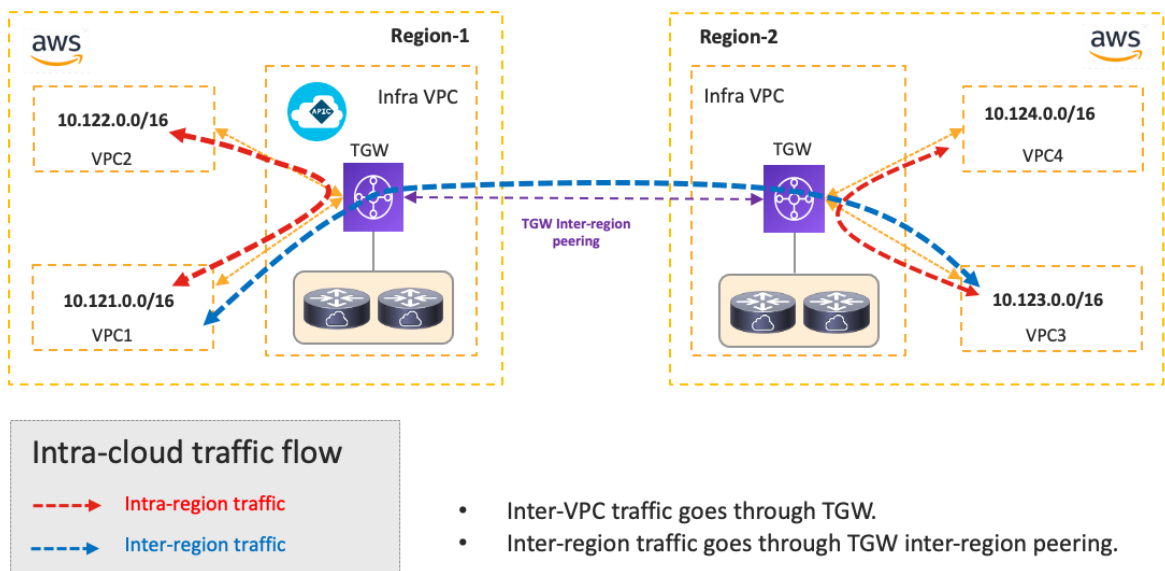 aws
Region-1
Region-2
aws
Infra VPC
Infra VPC
APIC
10.122.0.0/16
VPC2
TGW
TGW
10.124.0.0/16
VPC4
TGW Inter-region
peering
10.121.0.0/16
VPC1
10.123.0.0/16
VPC3
Intra-cloud traffic flow
Intra-region traffic
Inter-region traffic
• Inter-VPC traffic goes through TGW.
• Inter-region traffic goes through TGW inter-region peering.